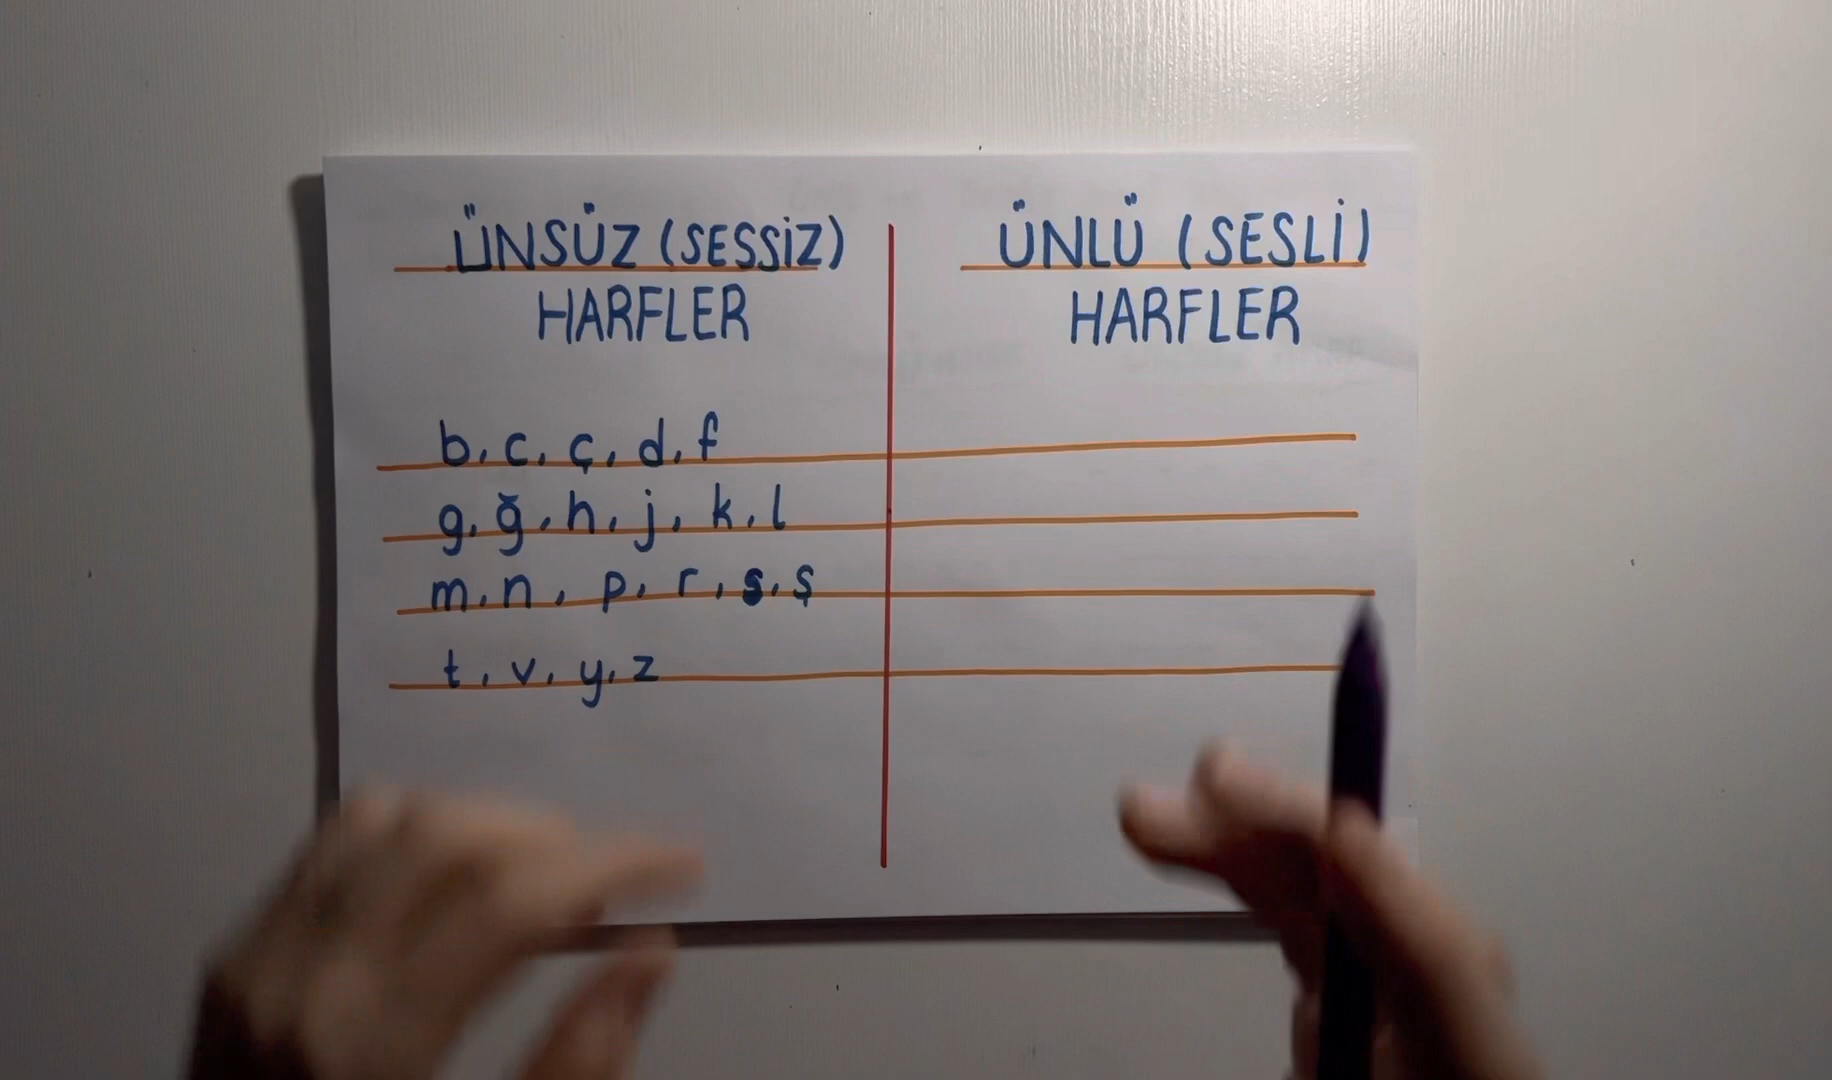 ÜNSÜZ (SESSİZ)
HARFLER
b, c, ç, d, f
g, ğ, h, j, k, l
m, n, p, r, s, ş
t, v, y, z
ÜNLÜ (SESLİ)
HARFLER